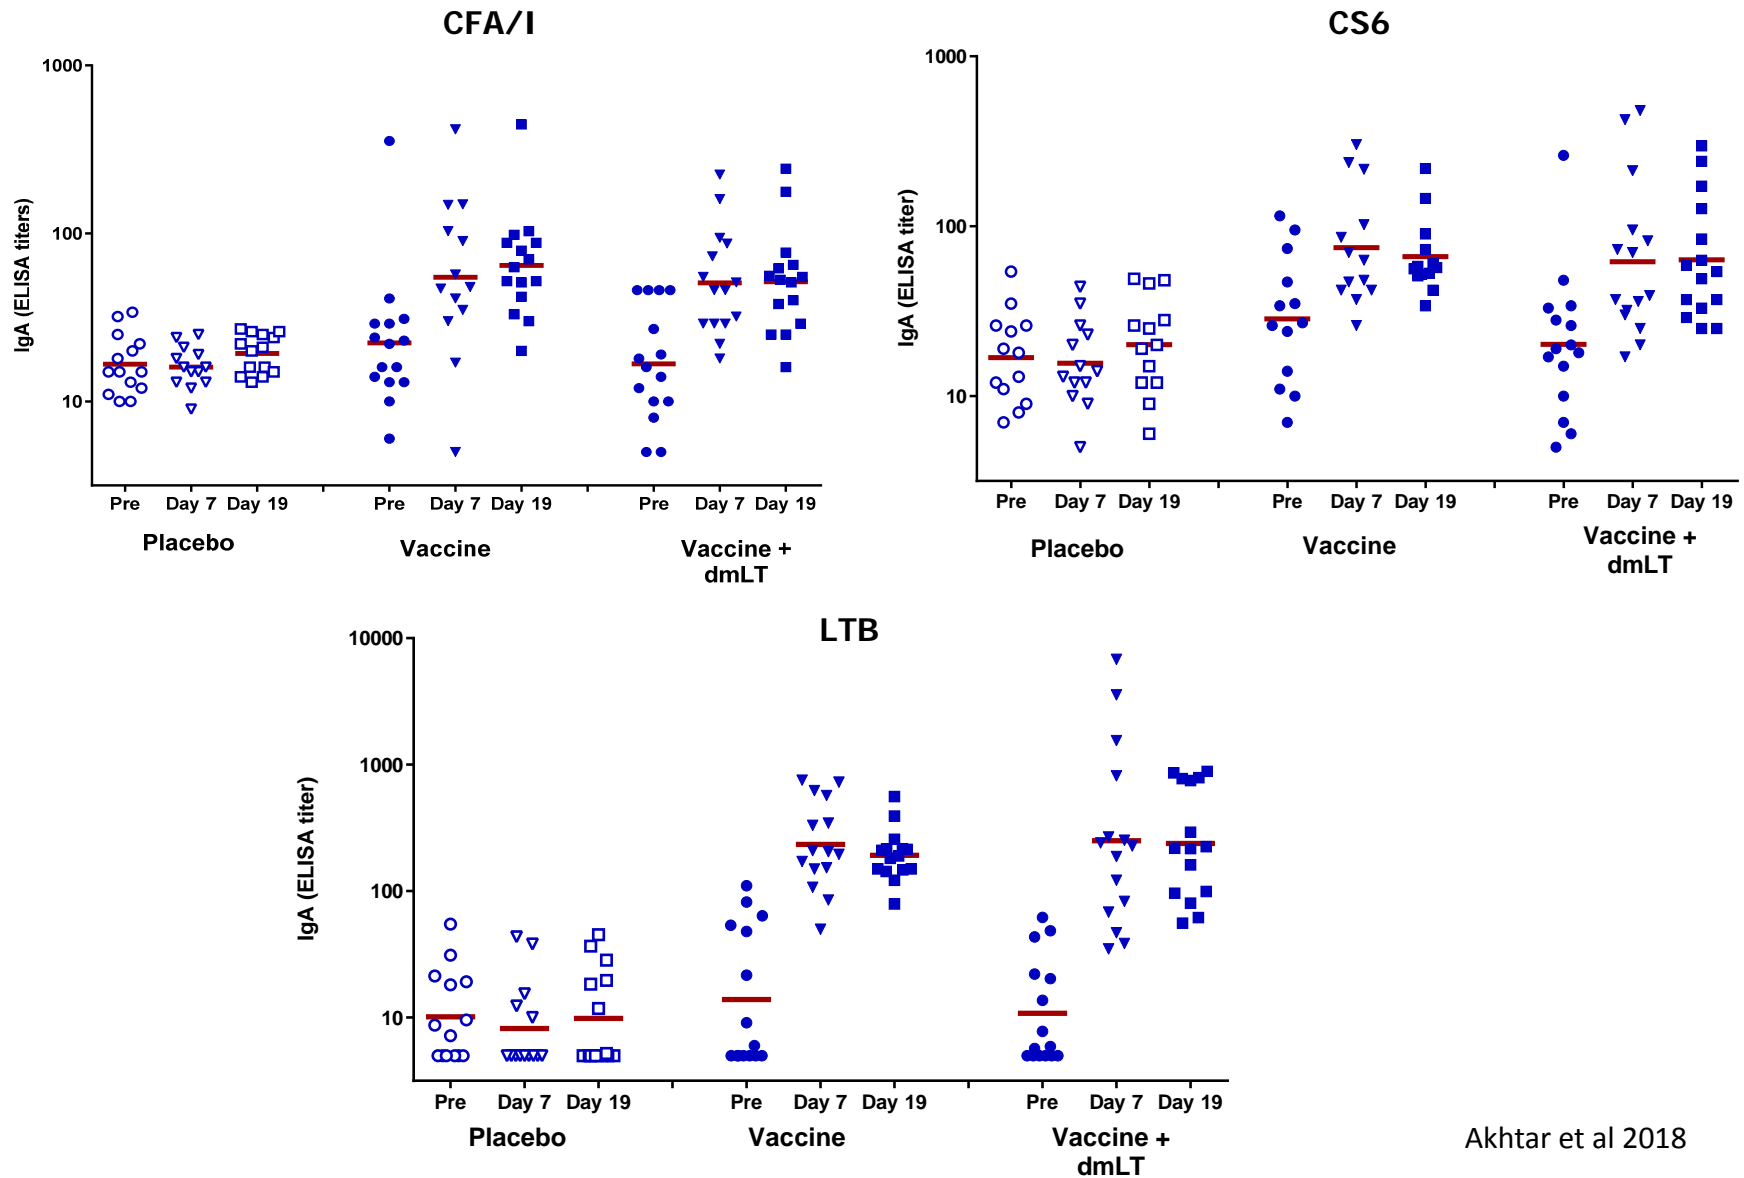 CFA/I
1000
100
10
IgA (ELISA titers)
Pre Day 7 Day 19 Pre Day 7 Day 19 Pre Day 7 Day 19
Placebo Vaccine Vaccine +
dmLT
CS6
1000
100
10
IgA (ELISA titer)
Pre Day 7 Day 19 Pre Day 7 Day 19 Pre Day 7 Day 19
Placebo Vaccine Vaccine +
dmLT
LTB
10000
1000
100
10
IgA (ELISA titer)
Pre Day 7 Day 19 Pre Day 7 Day 19 Pre Day 7 Day 19
Placebo Vaccine Vaccine +
dmLT
Akhtar et al 2018